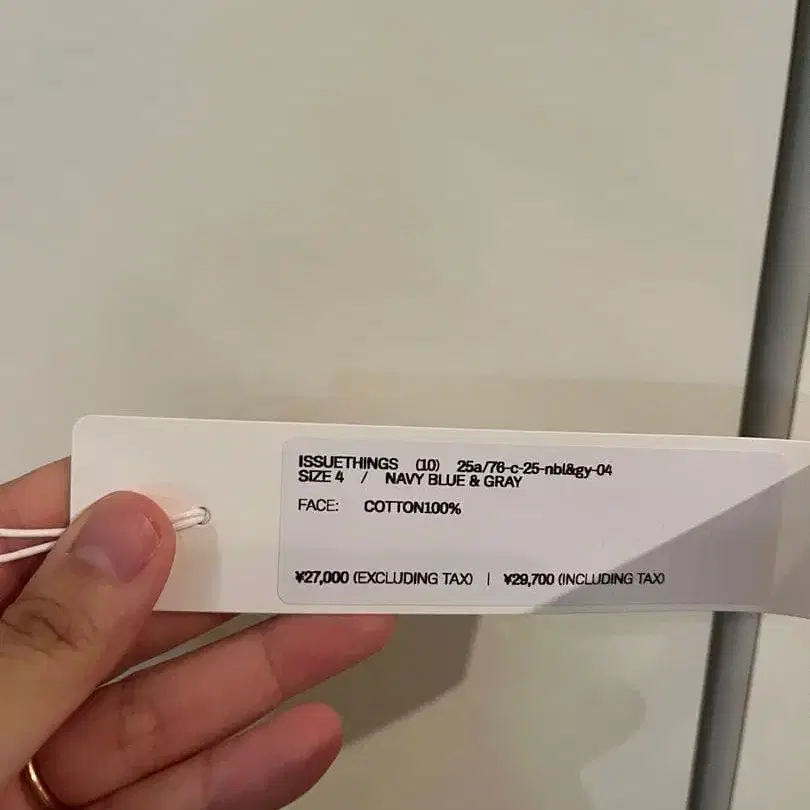 ISSUETHINGS (10) 25a/76-c-25-nbl&gy-04
SIZE 4 / NAVY BLUE & GRAY
FACE: COTTON100%
¥27,000 (EXCLUDING TAX) | ¥29,700 (INCLUDING TAX)